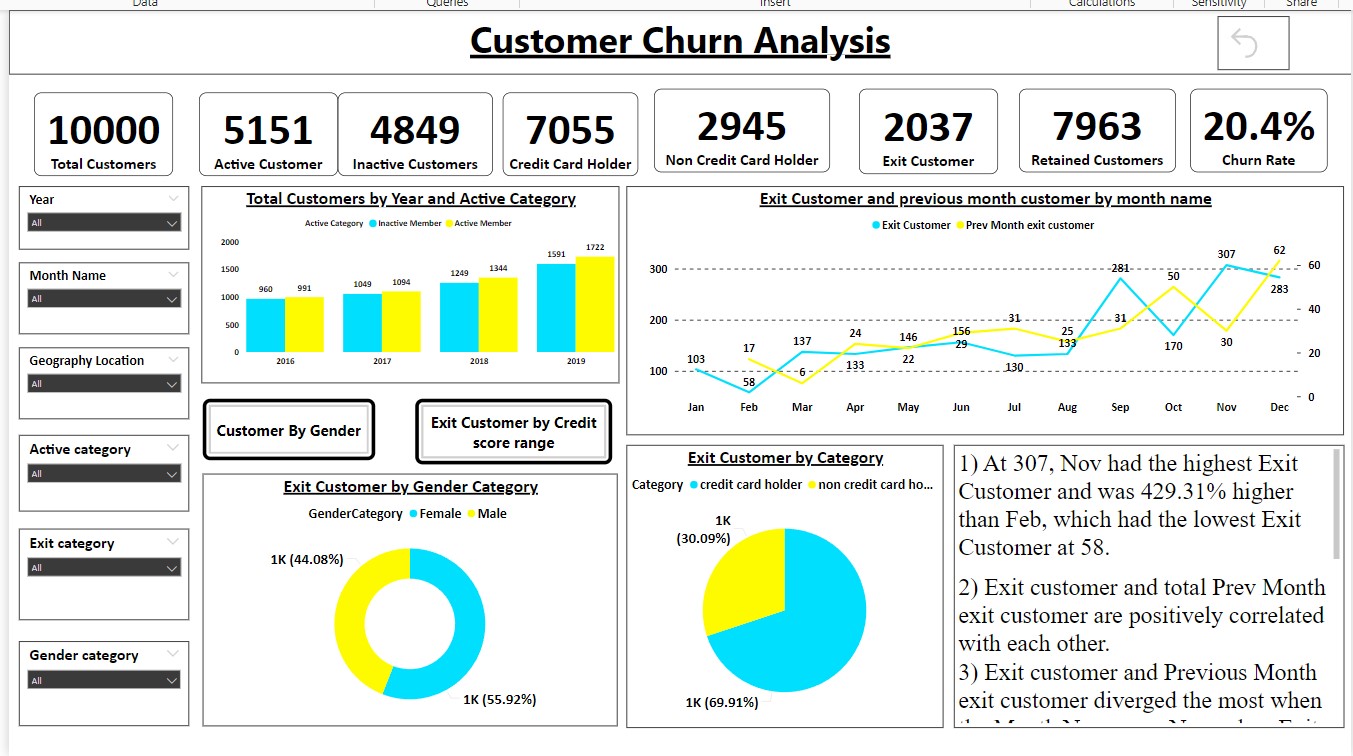 Data Queries Insert Calculations Sensitivity Share
Customer Churn Analysis
10000
Total Customers
5151
Active Customer
4849
Inactive Customers
7055
Credit Card Holder
2945
Non Credit Card Holder
2037
Exit Customer
7963
Retained Customers
20.4%
Churn Rate
Year
All
Month Name
All
Geography Location
All
Active category
All
Exit category
All
Gender category
All
Total Customers by Year and Active Category
Active Category Inactive Member Active Member
2000
1500
1000
500
0
960 991
1049 1094
1249 1344
1591 1722
2016 2017 2018 2019
Customer By Gender
Exit Customer by Credit
score range
Exit Customer and previous month customer by month name
Exit Customer Prev Month exit customer
300
200
100
60
40
20
0
103 58 137 133 146 156 130 133 281 170 307 283
17 6 24 22 29 31 25 31 50 30 62
Jan Feb Mar Apr May Jun Jul Aug Sep Oct Nov Dec
Exit Customer by Gender Category
GenderCategory Female Male
1K (44.08%)
1K (55.92%)
Exit Customer by Category
Category credit card holder non credit card ho...
1K
(30.09%)
1K (69.91%)
1) At 307, Nov had the highest Exit
Customer and was 429.31% higher
than Feb, which had the lowest Exit
Customer at 58.
2) Exit customer and total Prev Month
exit customer are positively correlated
with each other.
3) Exit customer and Previous Month
exit customer diverged the most when